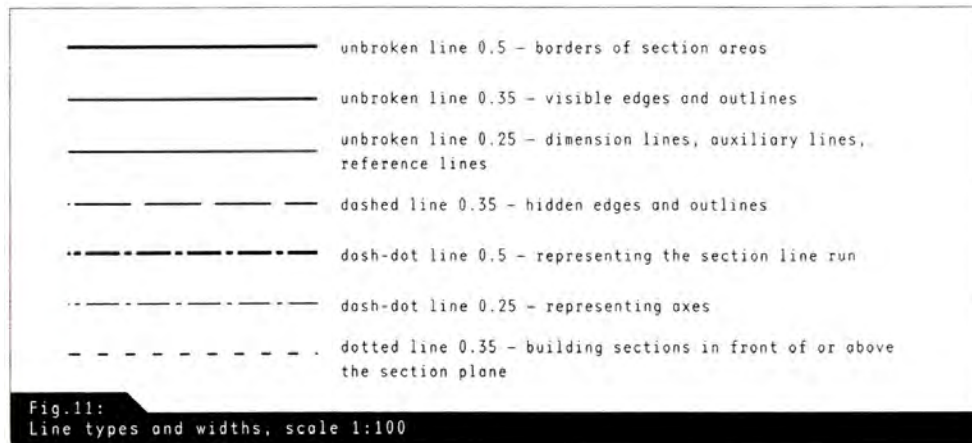 unbroken line 0.5 – borders of section areas
unbroken line 0.35 – visible edges and outlines
unbroken line 0.25 – dimension lines, auxiliary lines,
reference lines
dashed line 0.35 – hidden edges and outlines
dash-dot line 0.5 – representing the section line run
dash-dot line 0.25 – representing axes
dotted line 0.35 – building sections in front of or above
the section plane
Fig.11:
Line types and widths, scale 1:100